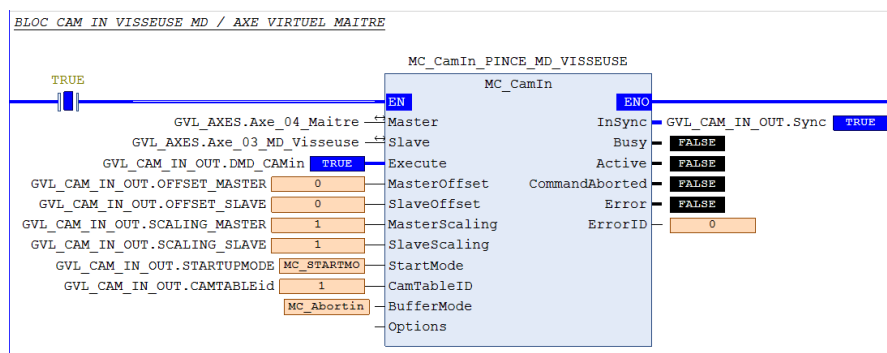 BLOC CAM IN VISSEUSE MD / AXE VIRTUEL MAITRE
MC_CamIn_PINCE_MD_VISSEUSE
TRUE
MC_CamIn
EN ENO
GVL_AXES.Axe_04_Maitre Master InSync GVL_CAM_IN_OUT.Sync TRUE
GVL_AXES.Axe_03_MD_Visseuse Slave Busy FALSE
GVL_CAM_IN_OUT.DMD_CAMin TRUE Execute Active FALSE
GVL_CAM_IN_OUT.OFFSET_MASTER 0 MasterOffset CommandAborted FALSE
GVL_CAM_IN_OUT.OFFSET_SLAVE 0 SlaveOffset Error FALSE
GVL_CAM_IN_OUT.SCALING_MASTER 1 MasterScaling ErrorID 0
GVL_CAM_IN_OUT.SCALING_SLAVE 1 SlaveScaling
GVL_CAM_IN_OUT.STARTUPMODE MC_STARTMO StartMode
GVL_CAM_IN_OUT.CAMTABLEid 1 CamTableID
MC_Abortin BufferMode
Options